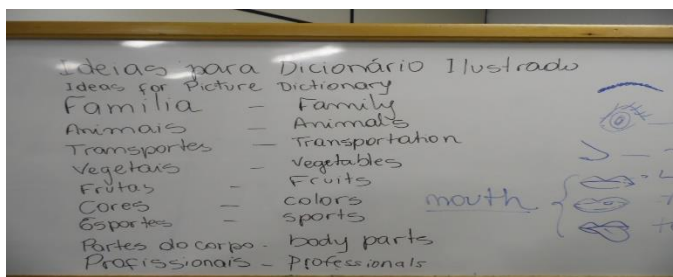 Ideias para Dicionário Ilustrado
Ideas for Picture Dictionary
Familia – Family
Animais – Animals
Transportes – Transportation
Vegetais – Vegetables
Frutas – Fruits
Cores – colors
Esportes – sports
Partes do corpo - body parts
Profissionais – Professionals
mouth